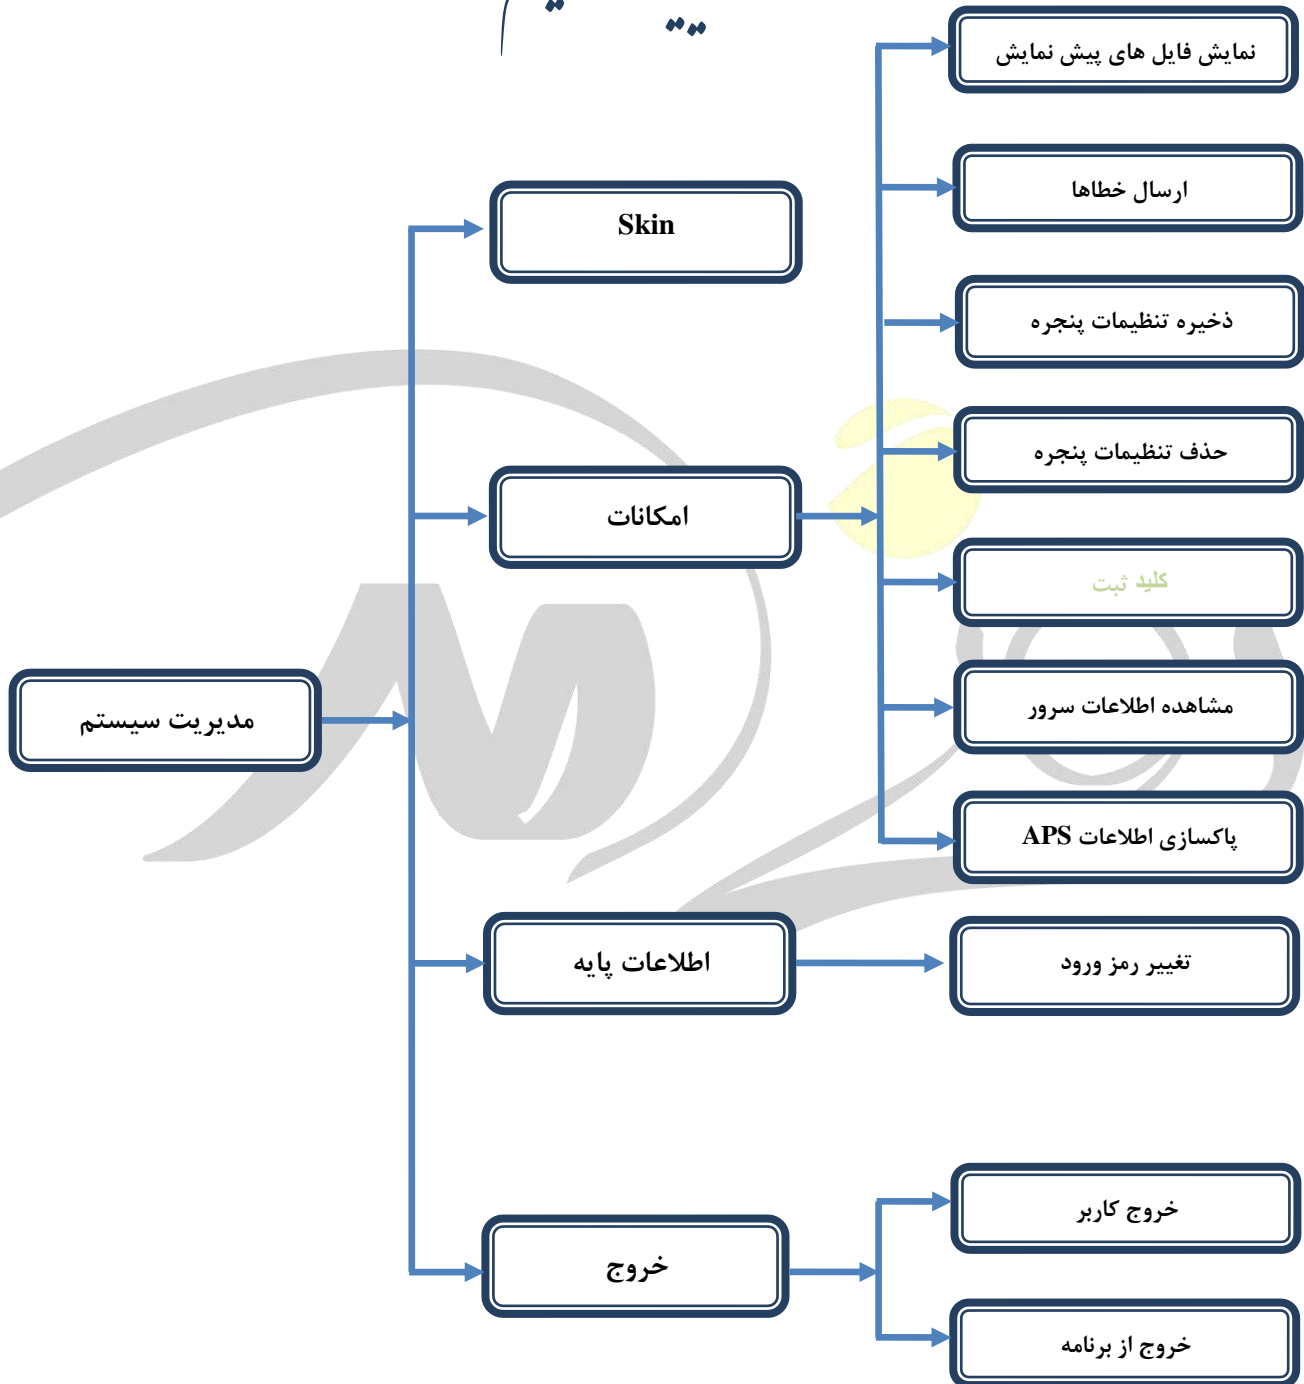 نمایش فایل های پیش نمایش
ارسال خطاها
Skin
ذخیره تنظیمات پنجره
حذف تنظیمات پنجره
امکانات
کلید ثبت
مدیریت سیستم
مشاهده اطلاعات سرور
پاکسازی اطلاعات APS
اطلاعات پایه
تغییر رمز ورود
خروج کاربر
خروج
خروج از برنامه